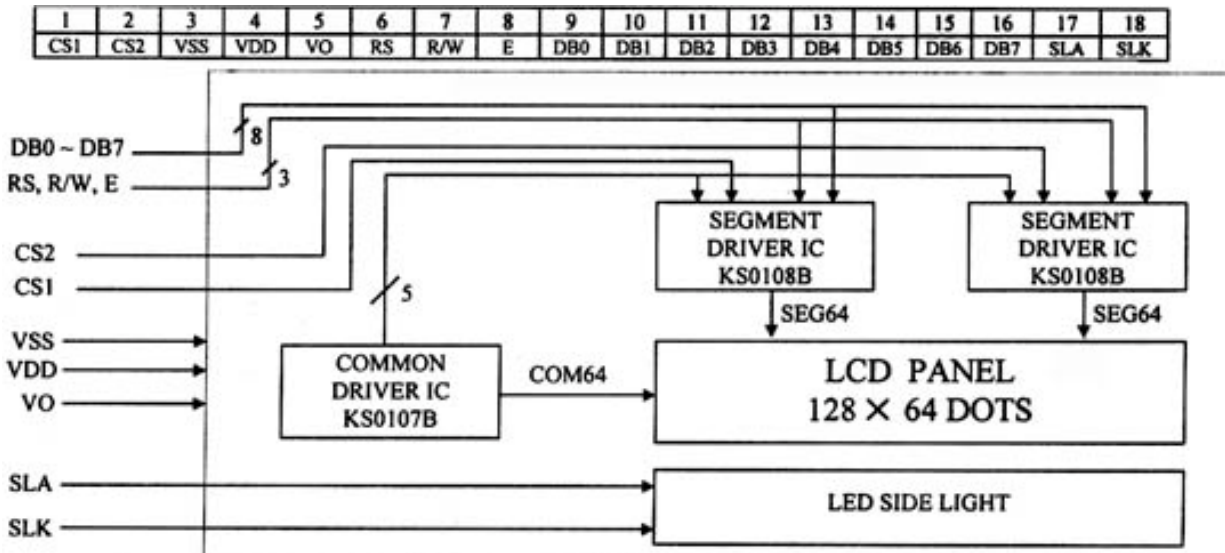 1 2 3 4 5 6 7 8 9 10 11 12 13 14 15 16 17 18
CS1 CS2 VSS VDD VO RS R/W E DB0 DB1 DB2 DB3 DB4 DB5 DB6 DB7 SLA SLK
DB0 ~ DB7
8
RS, R/W, E
3
CS2
CS1
5
SEGMENT
DRIVER IC
KS0108B
SEGMENT
DRIVER IC
KS0108B
SEG64
SEG64
VSS
VDD
VO
COMMON
DRIVER IC
KS0107B
COM64
LCD PANEL
128 × 64 DOTS
SLA
SLK
LED SIDE LIGHT